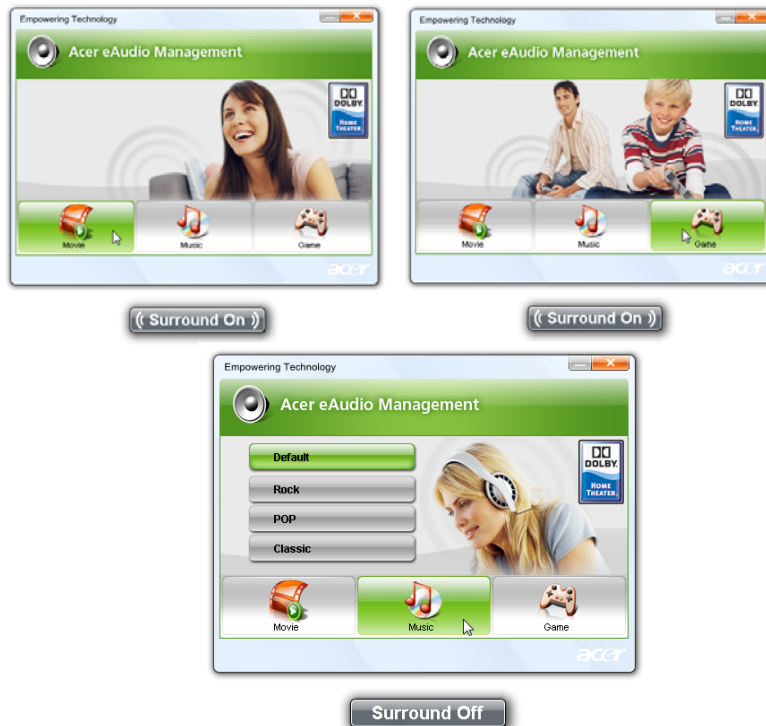 Empowering Technology
Acer eAudio Management
DOLBY
HOME THEATER
Movie
Music
Game
acer
Surround On
Empowering Technology
Acer eAudio Management
DOLBY
HOME THEATER
Movie
Music
Game
acer
Surround On
Empowering Technology
Acer eAudio Management
Default
Rock
POP
Classic
DOLBY
HOME THEATER
Movie
Music
Game
acer
Surround Off